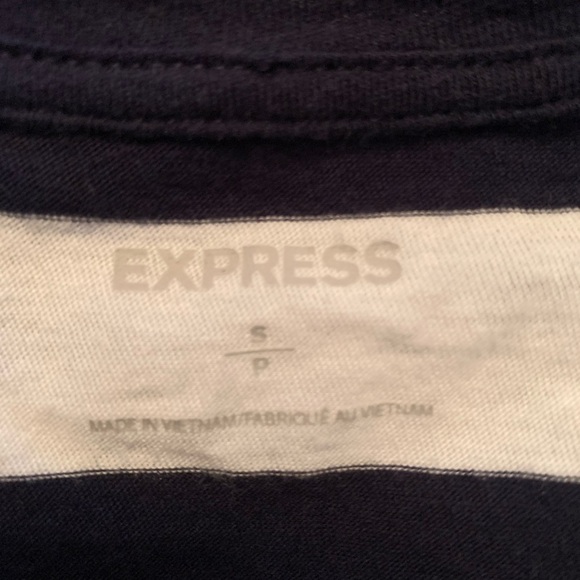 EXPRESS
S
P
MADE IN VIETNAM/FABRIQUÉ AU VIETNAM